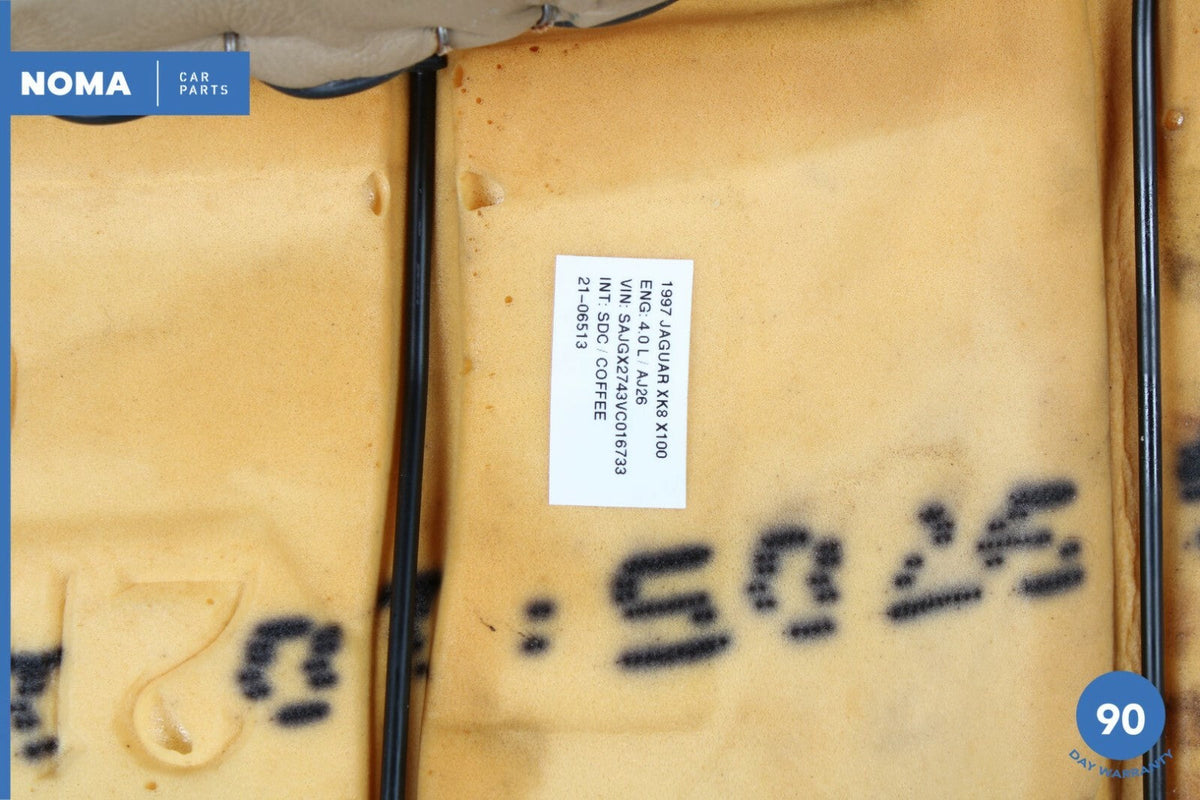 NOMA
CAR
PARTS
1997 JAGUAR XK8 X100
ENG: 4.0 L / AJ26
VIN: SAJGX2743VC016733
INT: SDC / COFFEE
21-06513
90
DAY WARRANTY